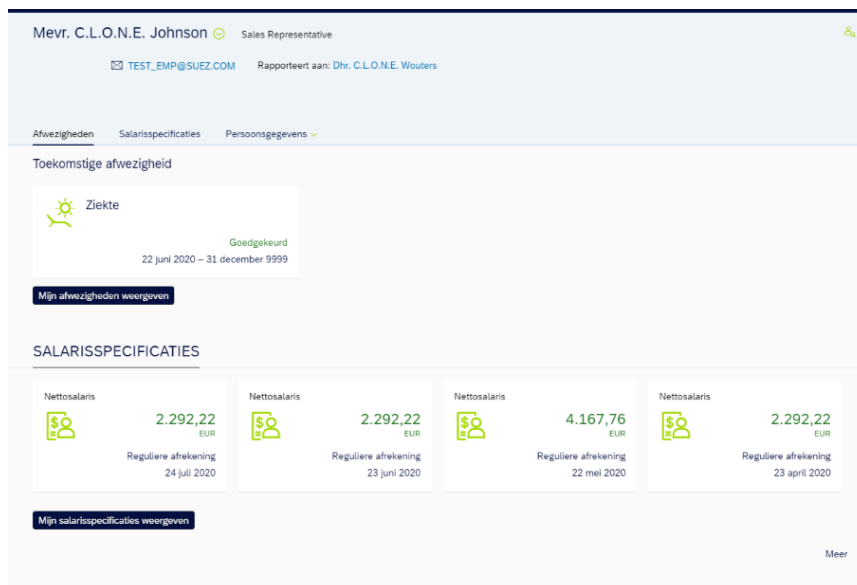 Mevr. C.L.O.N.E. Johnson Sales Representative
TEST_EMP@SUEZ.COM Rapporteert aan: Dhr. C.L.O.N.E. Wouters
Afwezigheden Salarisspecificaties Persoonsgegevens
Toekomstige afwezigheid
Ziekte
Goedgekeurd
22 juni 2020 – 31 december 9999
Mijn afwezigheden weergeven
SALARISSPECIFICATIES
Nettosalaris
2.292,22
EUR
Reguliere afrekening
24 juli 2020
Nettosalaris
2.292,22
EUR
Reguliere afrekening
23 juni 2020
Nettosalaris
4.167,76
EUR
Reguliere afrekening
22 mei 2020
Nettosalaris
2.292,22
EUR
Reguliere afrekening
23 april 2020
Mijn salarisspecificaties weergeven
Meer